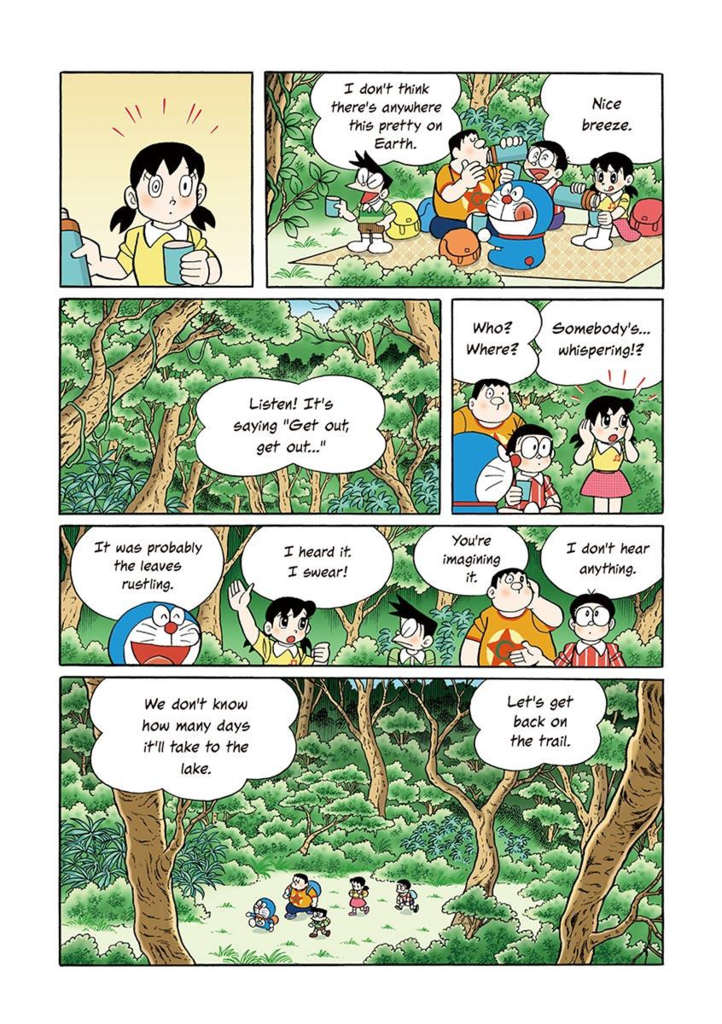 Nice
breeze.
I don't think
there's anywhere
this pretty on
Earth.
Somebody's...
whispering!?
Who?
Where?
Listen! It's
saying "Get out,
get out..."
I don't hear
anything.
You're
imagining
it.
I heard it.
I swear!
It was probably
the leaves
rustling.
Let's get
back on
the trail.
We don't know
how many days
it'll take to the
lake.